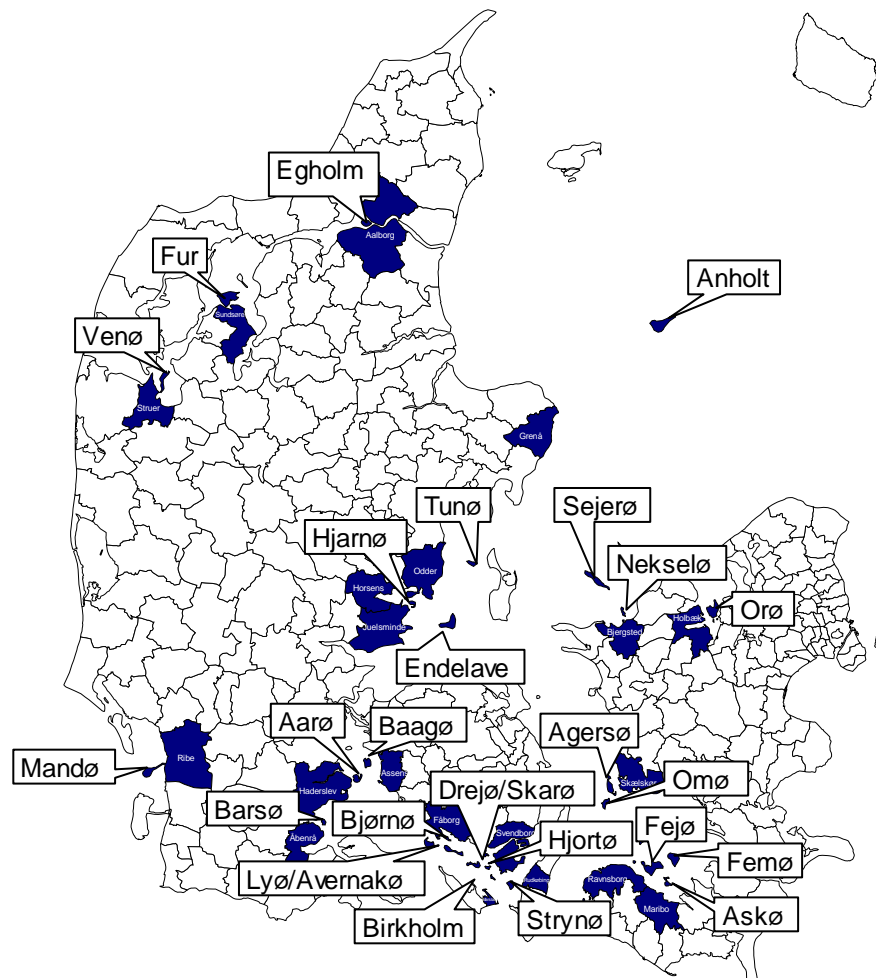 Egholm
Aalborg
Fur
Anholt
Sundsøre
Venø
Struer
Grenå
Tunø
Sejerø
Hjarnø
Nekselø
Odder
Horsens
Orø
Holbæk
Juelsminde
Bjergsted
Endelave
Aarø
Baagø
Agersø
Ribe
Mandø
Assens
Skælskør
Haderslev
Drejø/Skarø
Omø
Barsø
Bjørnø
Fåborg
Svendborg
Hjortø
Fejø
Åbenrå
Femø
Lyø/Avernakø
Ravnsborg
Birkholm
Strynø
Maribo
Askø